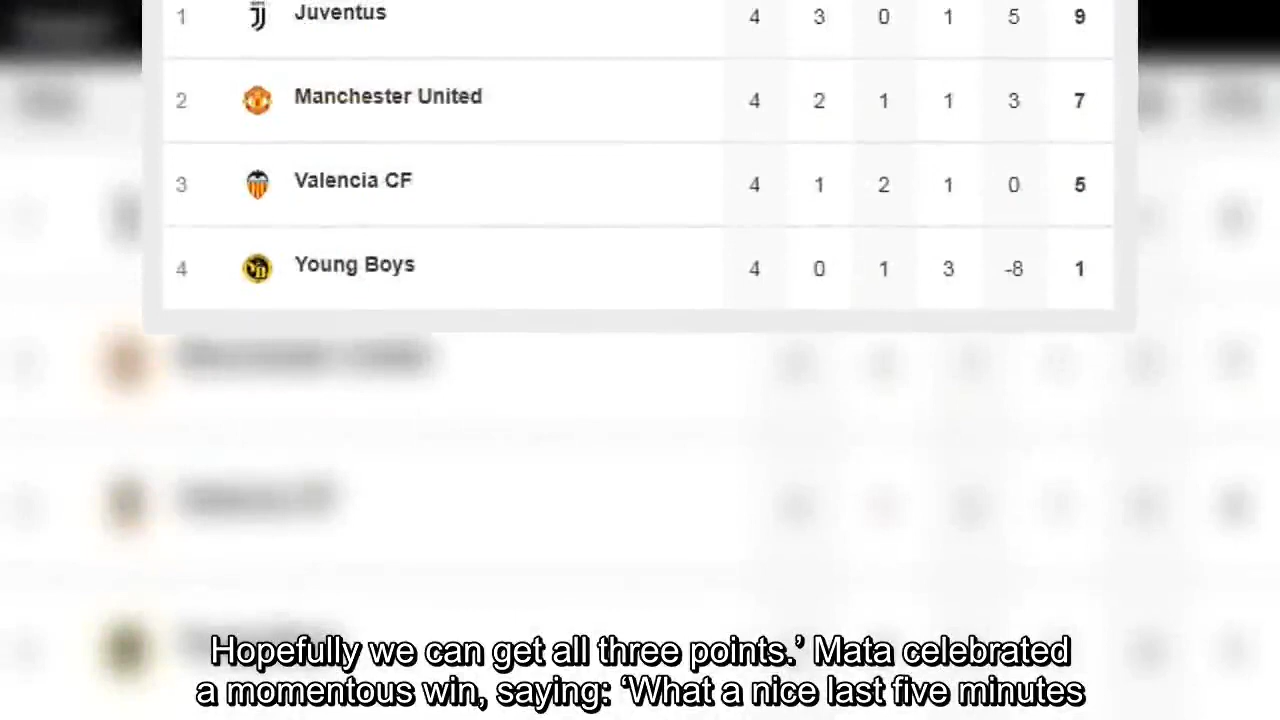 1 Juventus 4 3 0 1 5 9
2 Manchester United 4 2 1 1 3 7
3 Valencia CF 4 1 2 1 0 5
4 Young Boys 4 0 1 3 -8 1
Hopefully we can get all three points.’ Mata celebrated
a momentous win, saying: ‘What a nice last five minutes